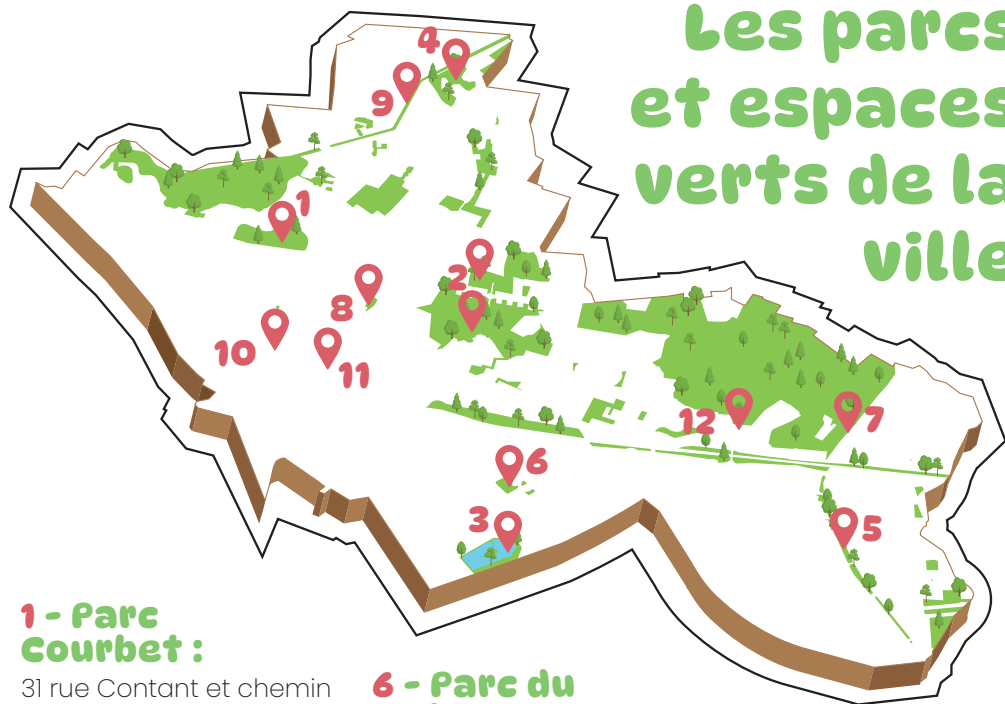 Les parcs
et espaces
verts de la
ville
4
9
1
2
8
10
11
12
7
6
3
5
1 - Parc
Courbet :
31 rue Contant et chemin
6 - Parc du